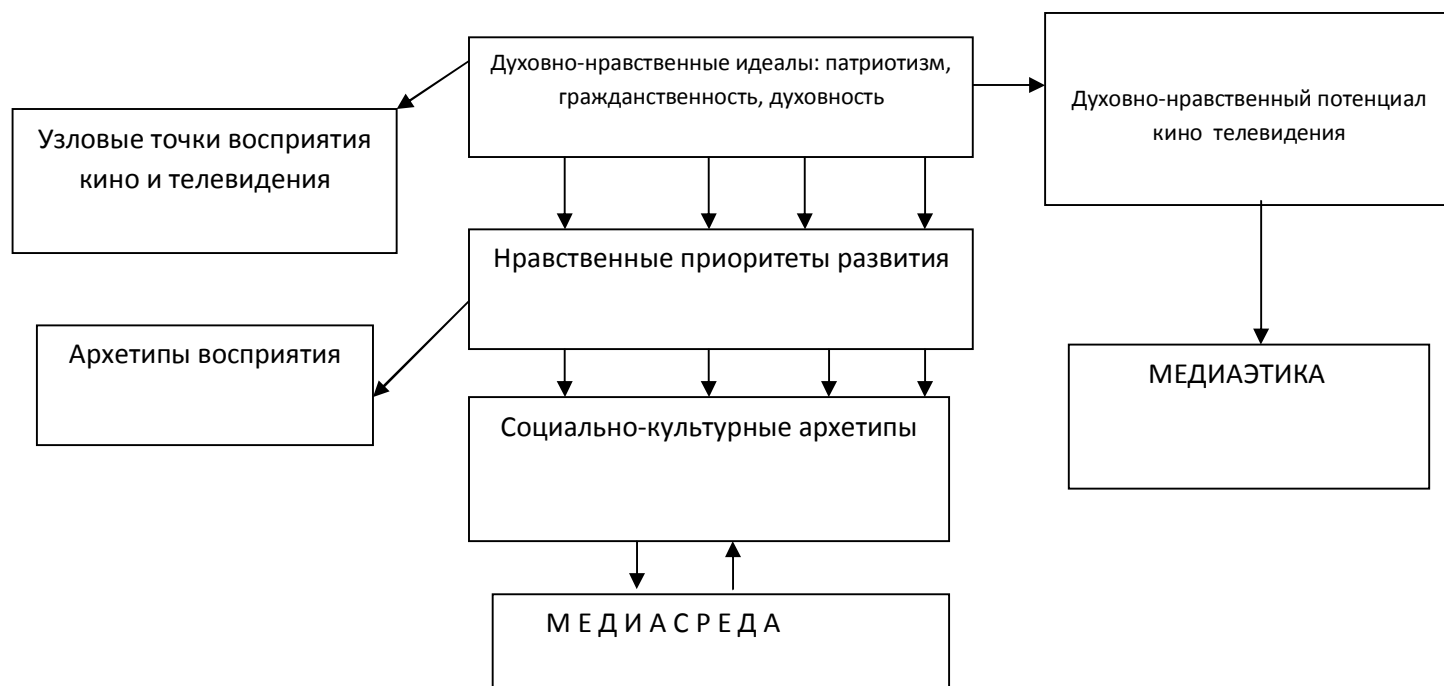 Духовно-нравственные идеалы: патриотизм,
гражданственность, духовность
Духовно-нравственный потенциал
кино телевидения
Узловые точки восприятия
кино и телевидения
Нравственные приоритеты развития
Архетипы восприятия
МЕДИАЭТИКА
Социально-культурные архетипы
М Е Д И А С Р Е Д А